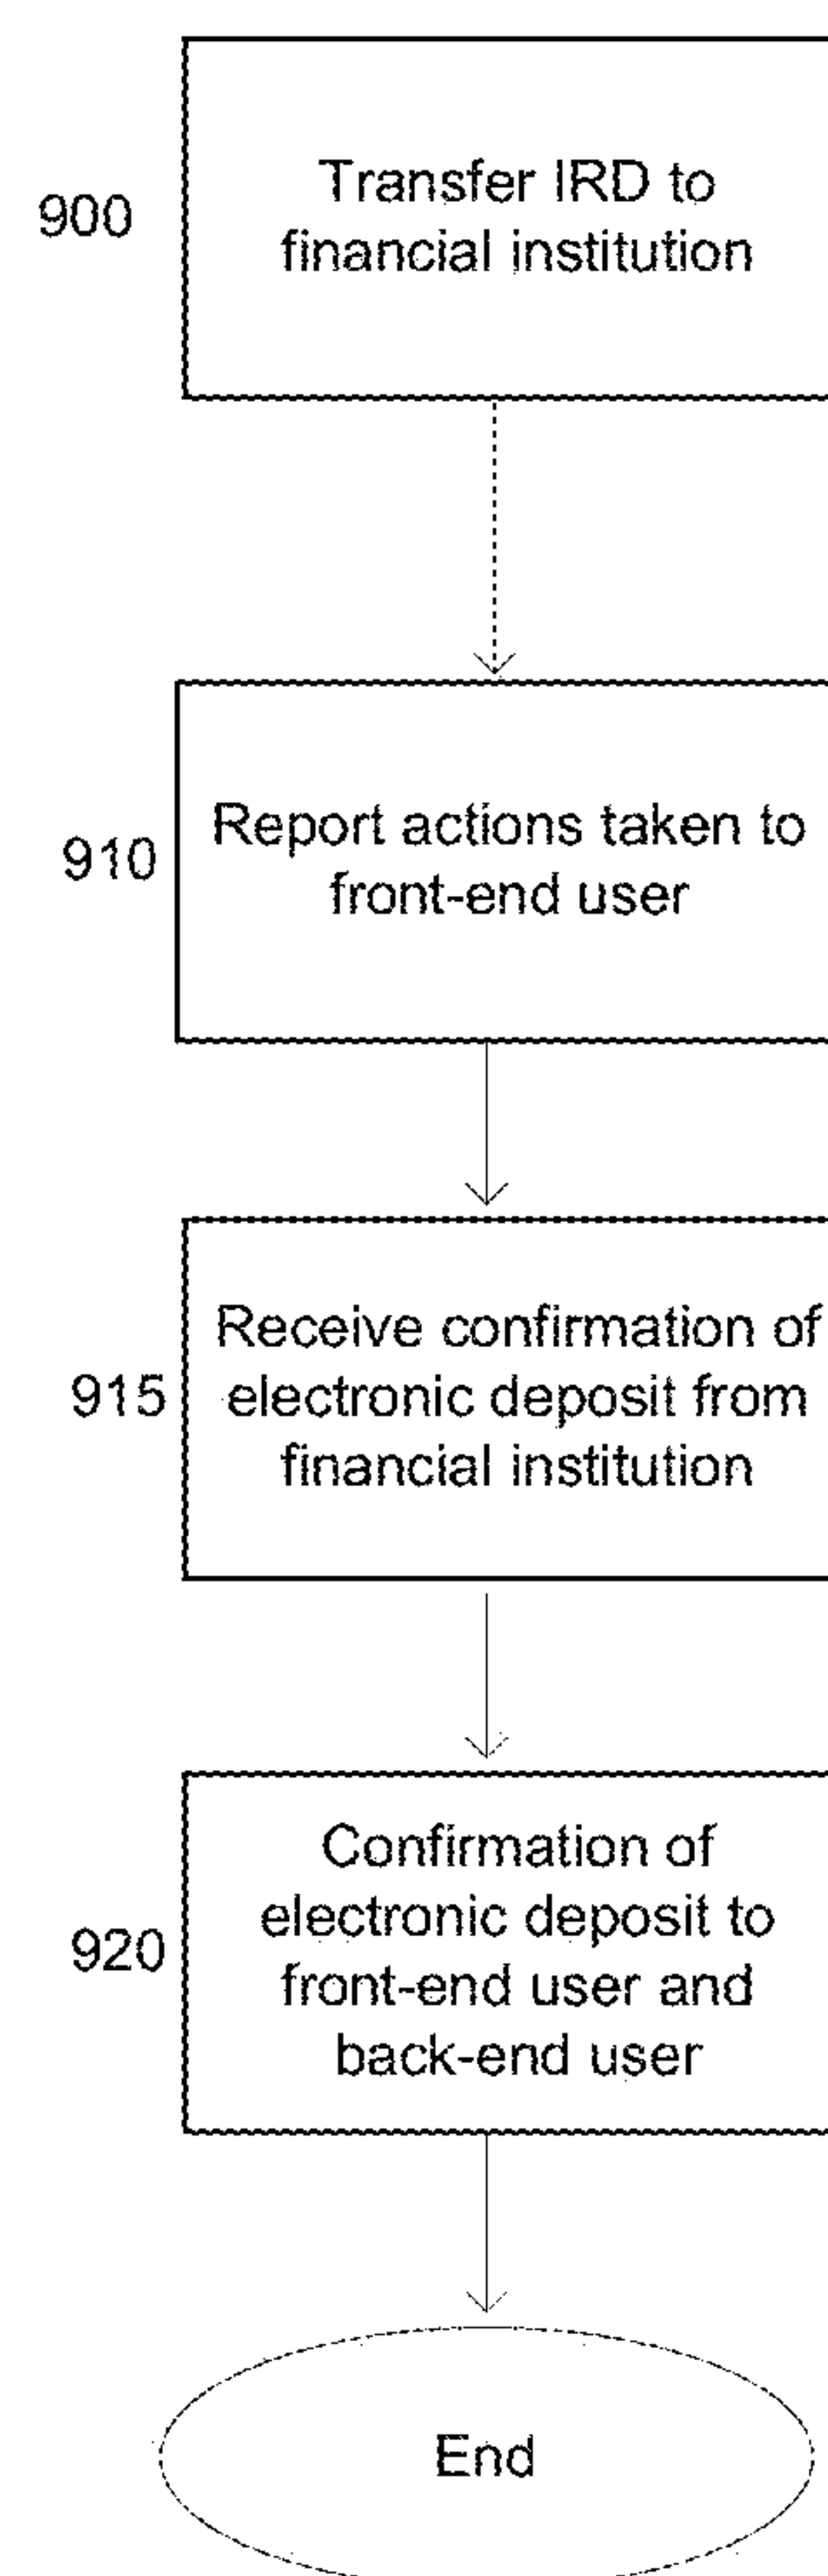 900
Transfer IRD to
financial institution
910
Report actions taken to
front-end user
915
Receive confirmation of
electronic deposit from
financial institution
920
Confirmation of
electronic deposit to
front-end user and
back-end user
End